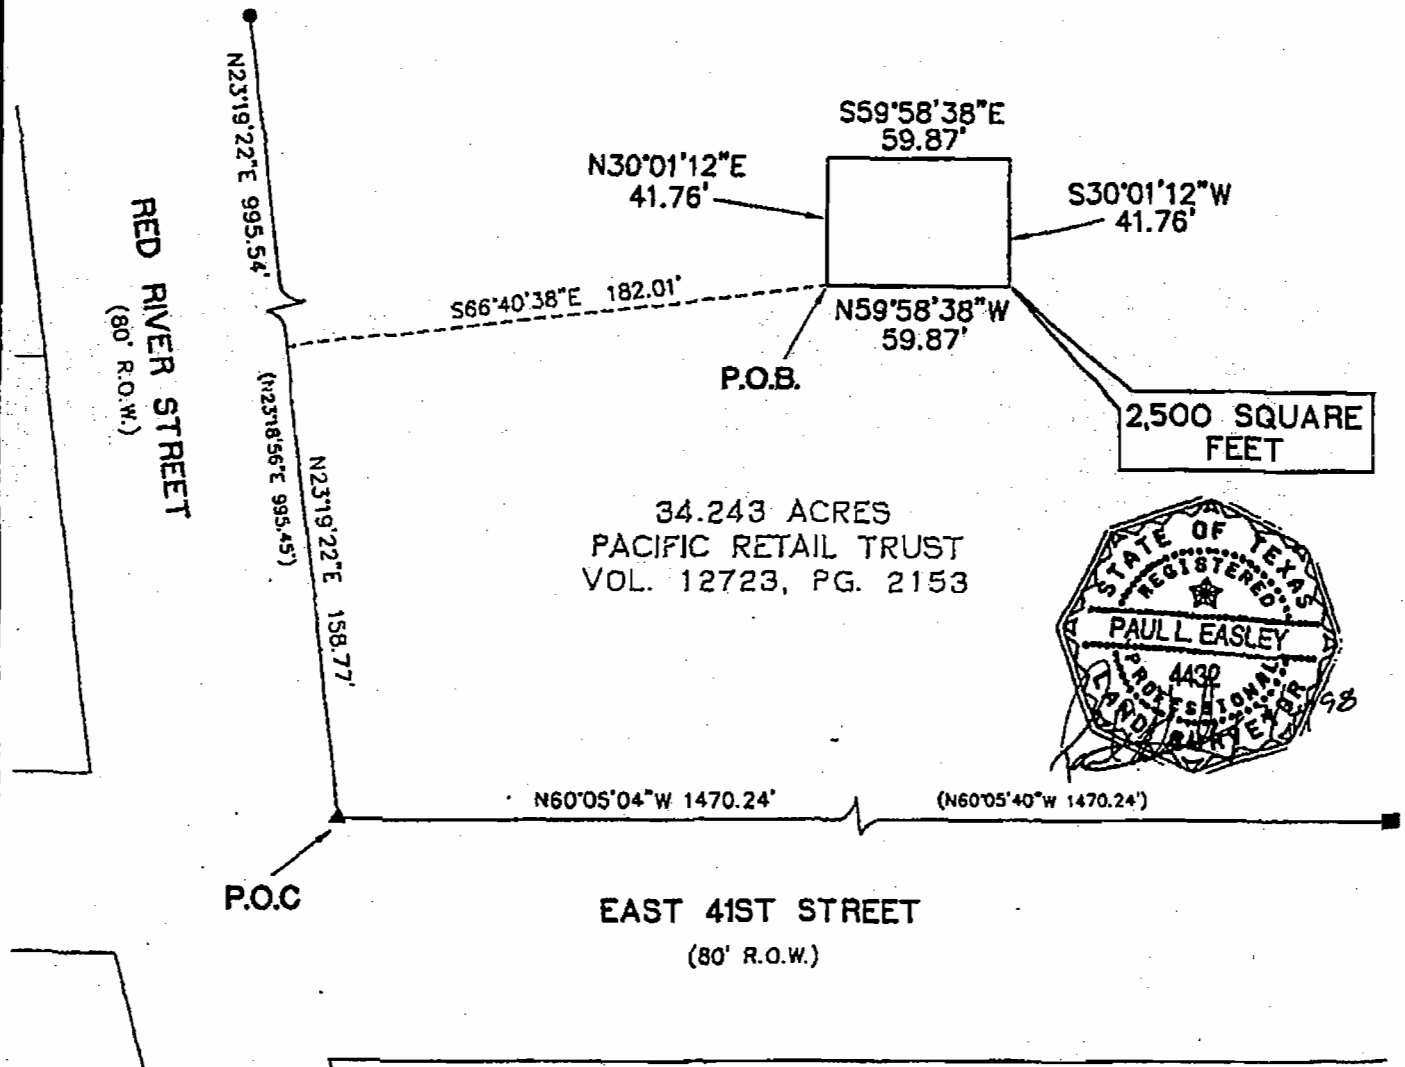 N23°19'22"E 995.54'
RED RIVER STREET
(80' R.O.W.)
S59°58'38"E
59.87'
N30°01'12"E
41.76'
S30°01'12"W
41.76'
S66°40'38"E 182.01'
N59°58'38"W
59.87'
P.O.B.
2,500 SQUARE
FEET
(N23°18'56"E 995.45')
N23°19'22"E 158.77'
34.243 ACRES
PACIFIC RETAIL TRUST
VOL. 12723, PG. 2153
STATE OF TEXAS
REGISTERED
PAUL L. EASLEY
4432
PROFESSIONAL
LAND SURVEYOR
98
N60°05'04"W 1470.24'
(N60°05'40"W 1470.24')
P.O.C
EAST 41ST STREET
(80' R.O.W.)